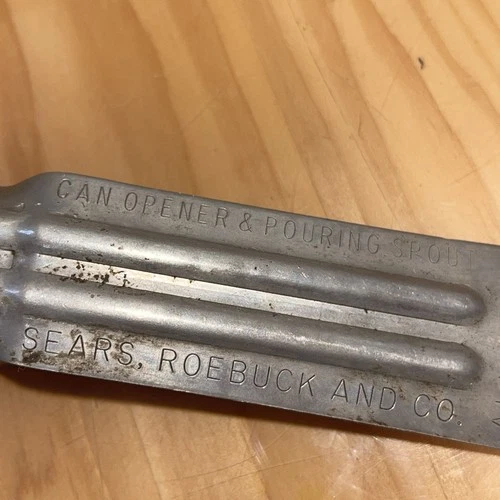 CAN OPENER & POURING SPOUT
SEARS, ROEBUCK AND CO.